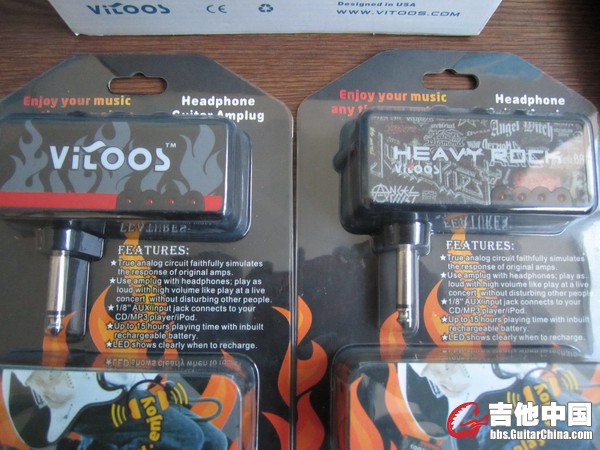 ViTOOS
CE
Designed in USA
WWW.VITOOS.COM
Enjoy your music
Headphone
Guitar Amplug
ViTOOS™
FEATURES:
★True analog circuit faithfully simulates
the response of original amps.
★Use amplug with headphones; play as
loud with high volume like play at a live
concert without disturbing other people.
★1/8" AUX input jack connects to your
CD/MP3 player/iPod.
★Up to 15 hours playing time with inbuilt
rechargeable battery
★LED shows clearly when to recharge.
Enjoy your music
any
Headphone
Angel Witch
HEAVY ROCK
ViTOOS
FEATURES:
★True analog circuit faithfully simulates
the response of original amps.
★Use amplug with headphones; play as
loud with high volume like play at a live
concert without disturbing other people.
★1/8" AUX input jack connects to your
CD/MP3 player/iPod.
★Up to 15 hours playing time with inbuilt
rechargeable battery
★LED shows clearly when to recharge.
吉他中国
bbs.GuitarChina.com